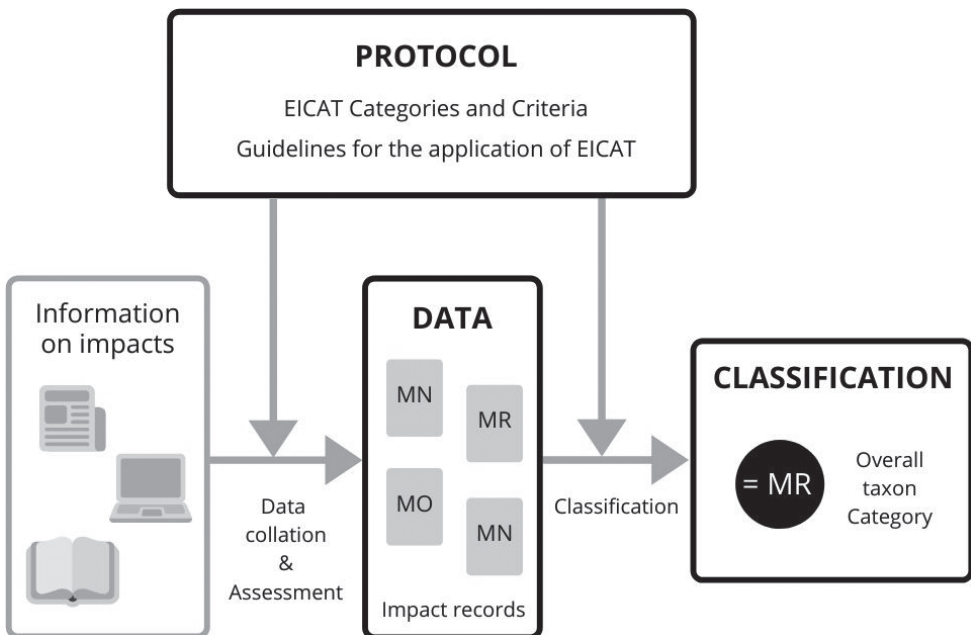 PROTOCOL
EICAT Categories and Criteria
Guidelines for the application of EICAT
Information
on impacts
Data
collation
&
Assessment
DATA
MN
MR
MO
MN
Impact records
Classification
CLASSIFICATION
= MR
Overall
taxon
Category